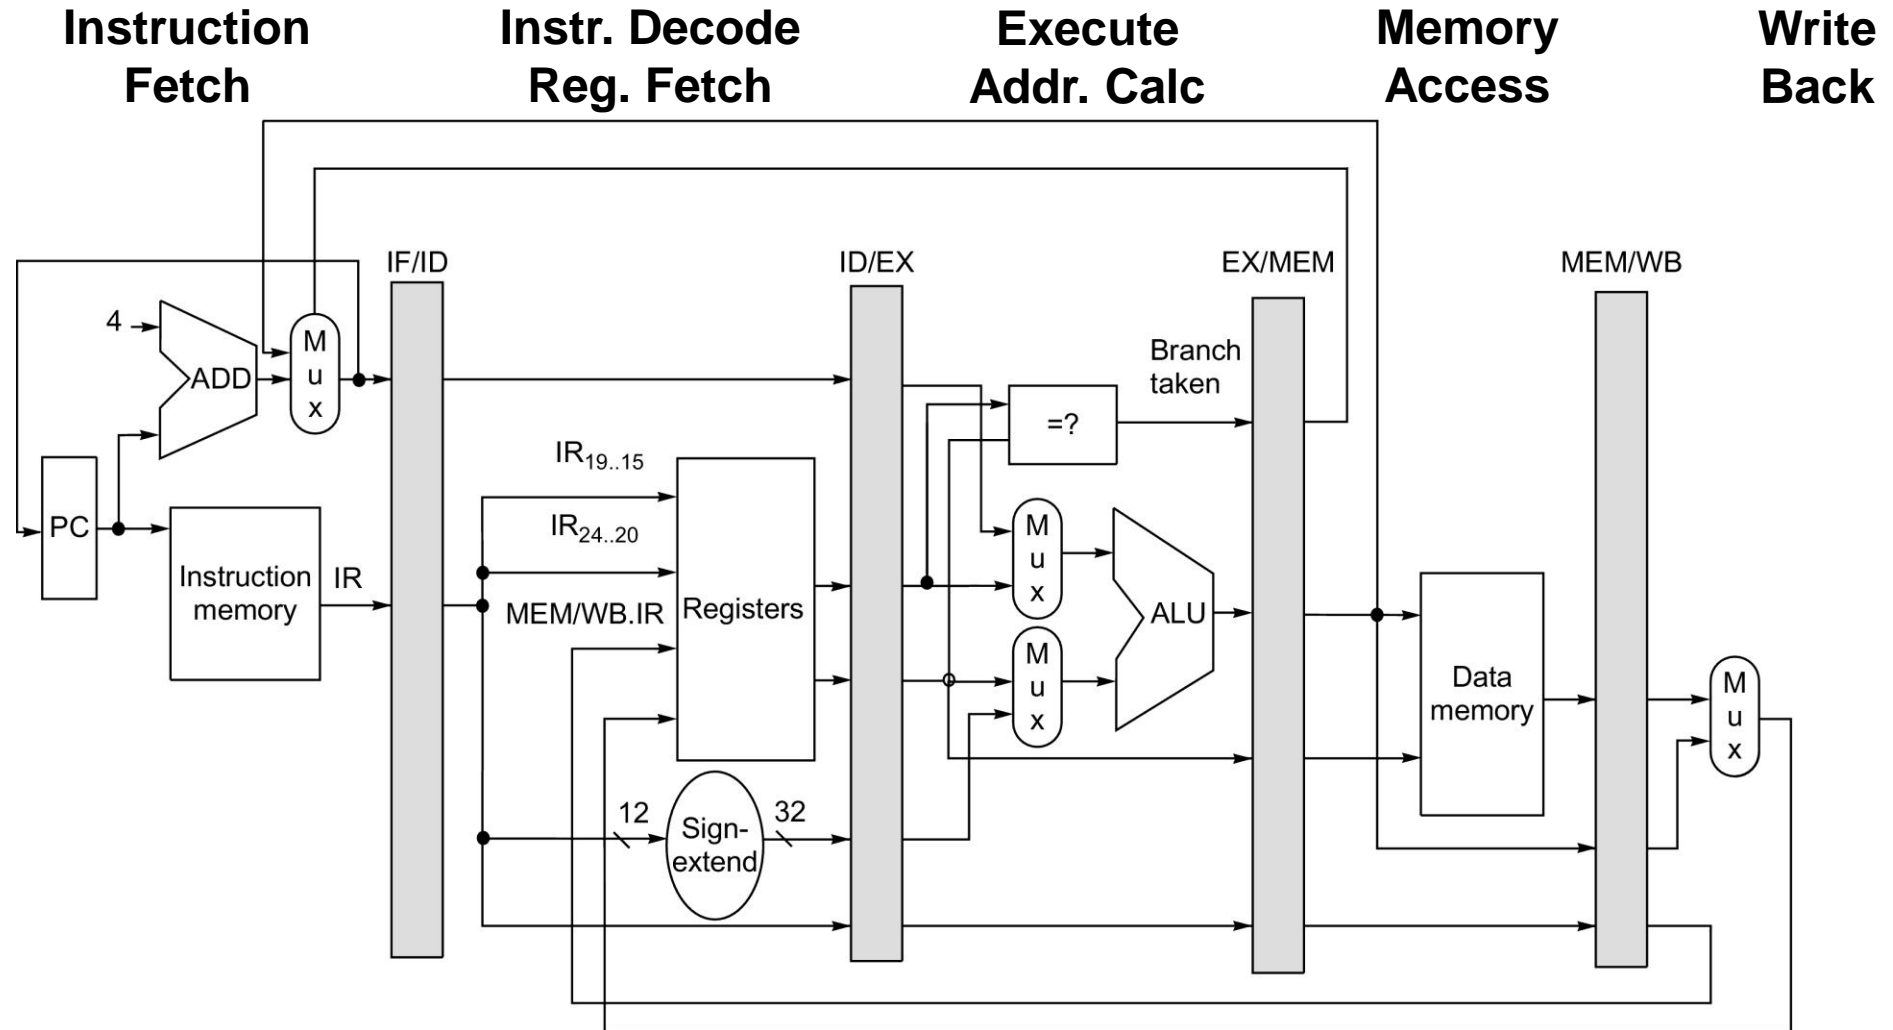 Instruction
Fetch
Instr. Decode
Reg. Fetch
Execute
Addr. Calc
Memory
Access
Write
Back
IF/ID
ID/EX
EX/MEM
MEM/WB
4
ADD
M
u
x
Branch
taken
=?
IR19..15
PC
IR24..20
Instruction
memory
IR
MEM/WB.IR
Registers
M
u
x
M
u
x
ALU
Data
memory
M
u
x
12
Sign-
extend
32